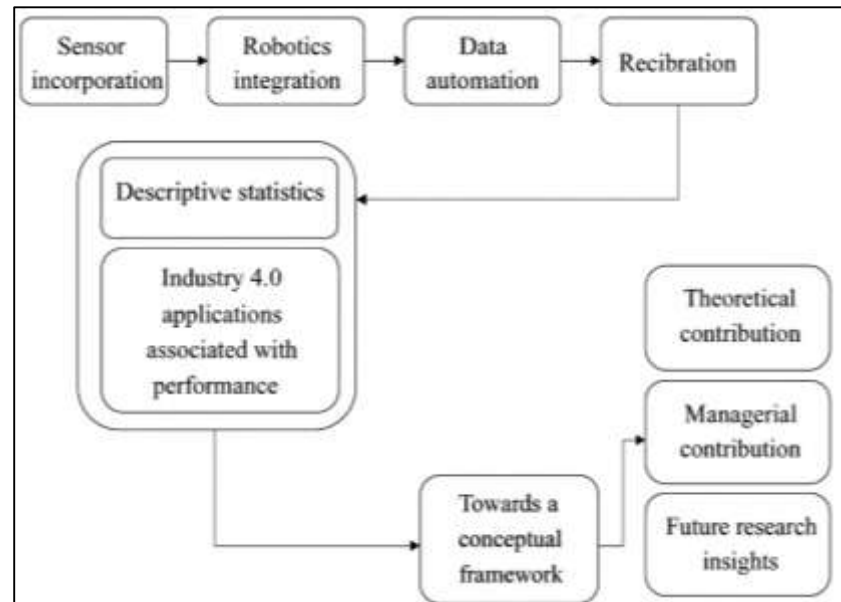 Sensor
incorporation
Robotics
integration
Data
automation
Recibration
Descriptive statistics
Industry 4.0
applications
associated with
performance
Theoretical
contribution
Managerial
contribution
Towards a
conceptual
framework
Future research
insights